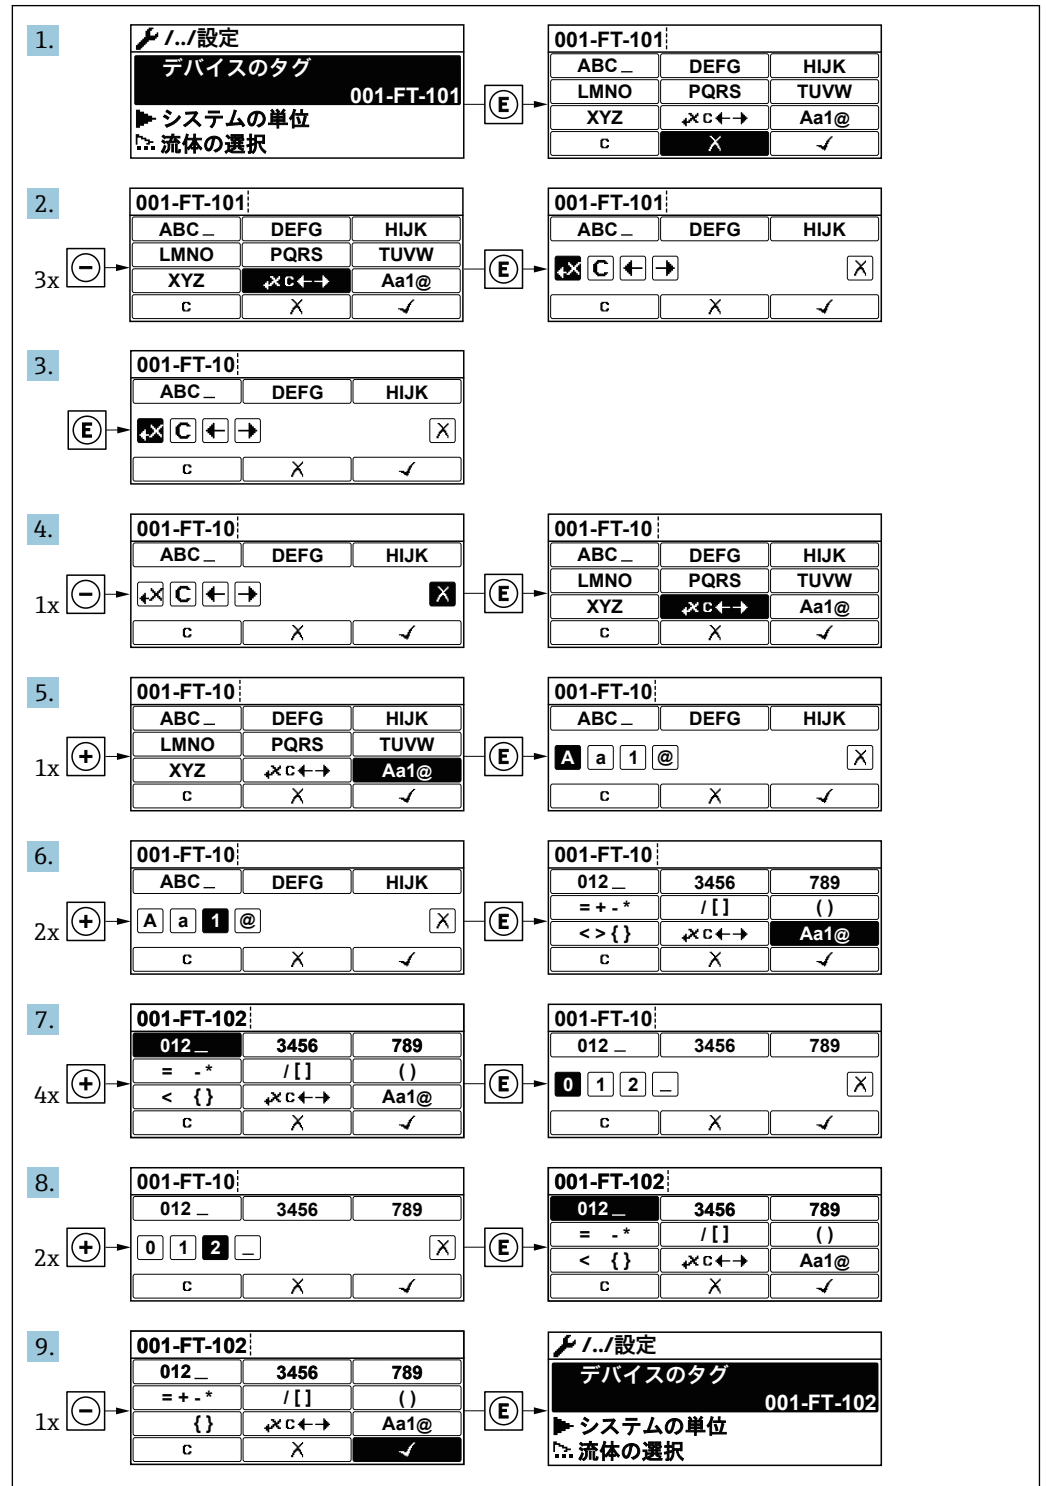 1.
/../設定
デバイスのタグ
001-FT-101
システムの単位
流体の選択
E
001-FT-101
ABC_ DEFG HIJK
LMNO PQRS TUVW
XYZ C Aa1@
C X ✓
2.
3x
001-FT-101
ABC_ DEFG HIJK
LMNO PQRS TUVW
XYZ C Aa1@
C X ✓
E
001-FT-101
ABC_ DEFG HIJK
C ← → X
C X ✓
3.
E
001-FT-10
ABC_ DEFG HIJK
C ← → X
C X ✓
4.
1x
001-FT-10
ABC_ DEFG HIJK
C ← → X
C X ✓
E
001-FT-10
ABC_ DEFG HIJK
LMNO PQRS TUVW
XYZ C Aa1@
C X ✓
5.
1x +
001-FT-10
ABC_ DEFG HIJK
LMNO PQRS TUVW
XYZ C Aa1@
C X ✓
E
001-FT-10
ABC_ DEFG HIJK
A a 1 @ X
C X ✓
6.
2x +
001-FT-10
ABC_ DEFG HIJK
A a 1 @ X
C X ✓
E
001-FT-10
012_ 3456 789
= + - * / [ ] ( )
< > { } C Aa1@
C X ✓
7.
4x +
001-FT-102
012_ 3456 789
= - * / [ ] ( )
< { } C Aa1@
C X ✓
E
001-FT-10
012_ 3456 789
0 1 2 _ X
C X ✓
8.
2x +
001-FT-10
012_ 3456 789
0 1 2 _ X
C X ✓
E
001-FT-102
012_ 3456 789
= - * / [ ] ( )
< { } C Aa1@
C X ✓
9.
1x
001-FT-102
012_ 3456 789
= + - * / [ ] ( )
{ } C Aa1@
C X ✓
E
/../設定
デバイスのタグ
001-FT-102
システムの単位
流体の選択